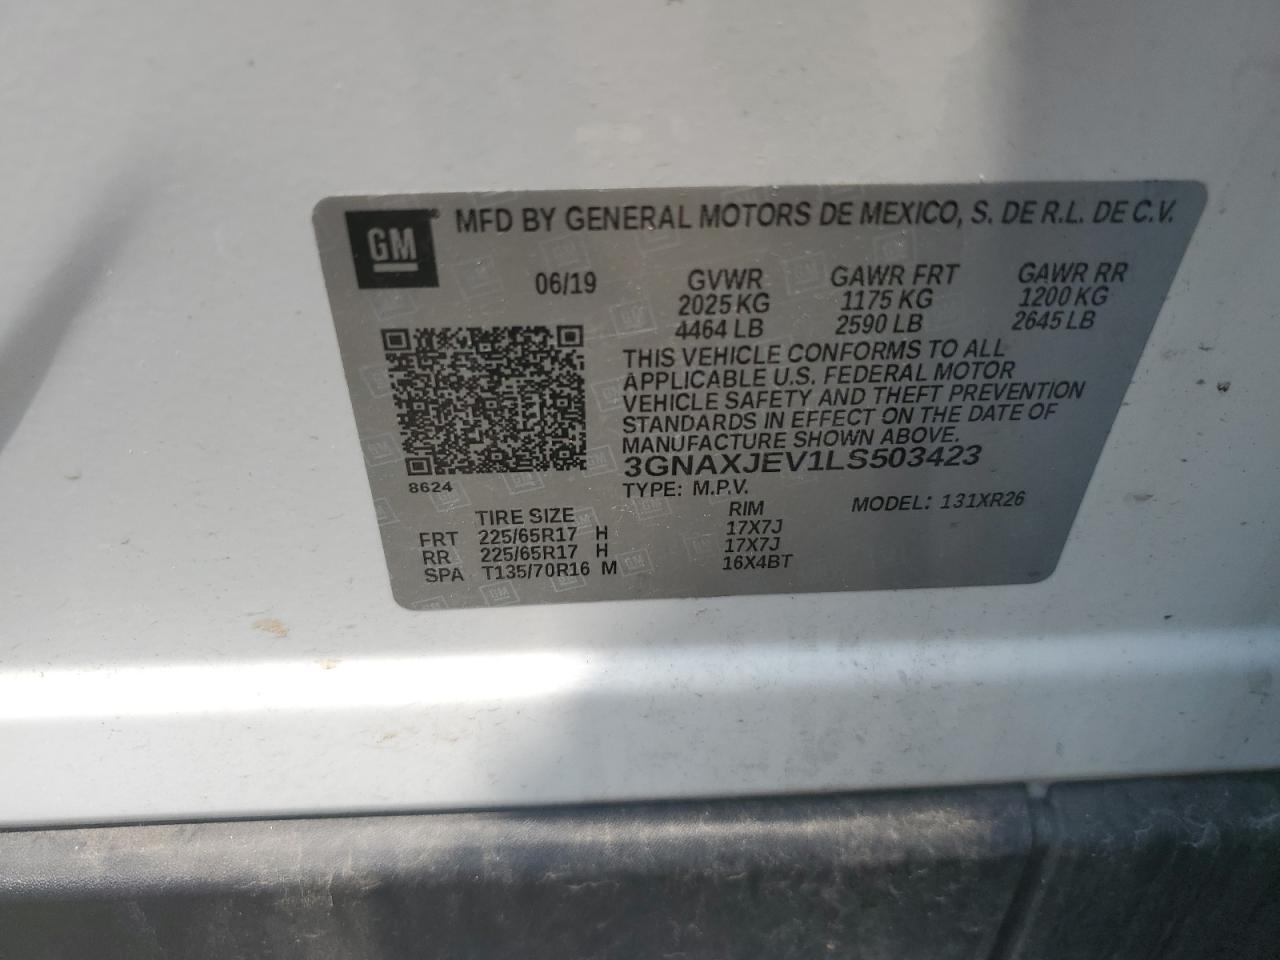 GM® MFD BY GENERAL MOTORS DE MEXICO, S. DE R.L. DE C.V.
06/19 GVWR GAWR FRT GAWR RR
2025 KG 1175 KG 1200 KG
4464 LB 2590 LB 2645 LB
THIS VEHICLE CONFORMS TO ALL
APPLICABLE U.S. FEDERAL MOTOR
VEHICLE SAFETY AND THEFT PREVENTION
STANDARDS IN EFFECT ON THE DATE OF
MANUFACTURE SHOWN ABOVE.
3GNAXJEV1LS503423
8624 TYPE: M.P.V.
MODEL: 131XR26
TIRE SIZE RIM
FRT 225/65R17 H 17X7J
RR 225/65R17 H 17X7J
SPA T135/70R16 M 16X4BT